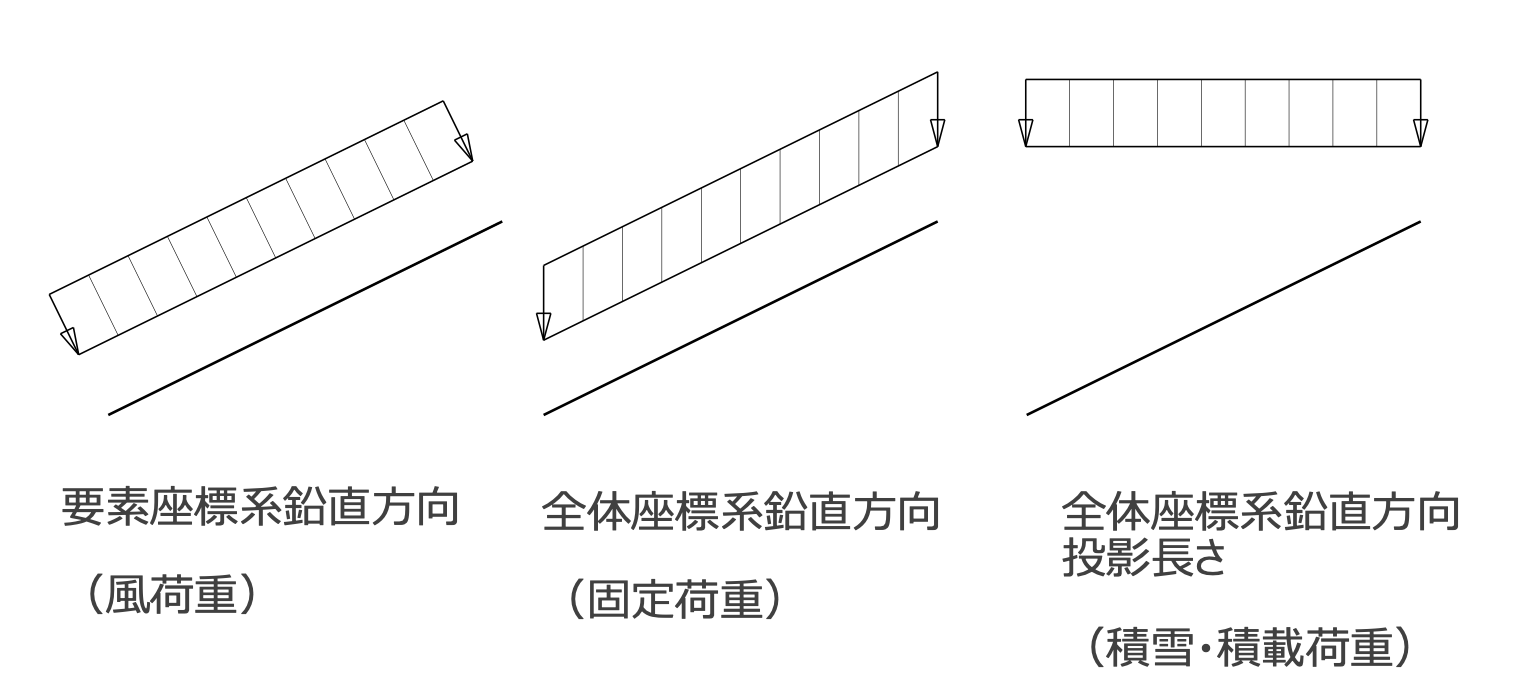 要素座標系鉛直方向
（風荷重）
全体座標系鉛直方向
（固定荷重）
全体座標系鉛直方向
投影長さ
（積雪・積載荷重）